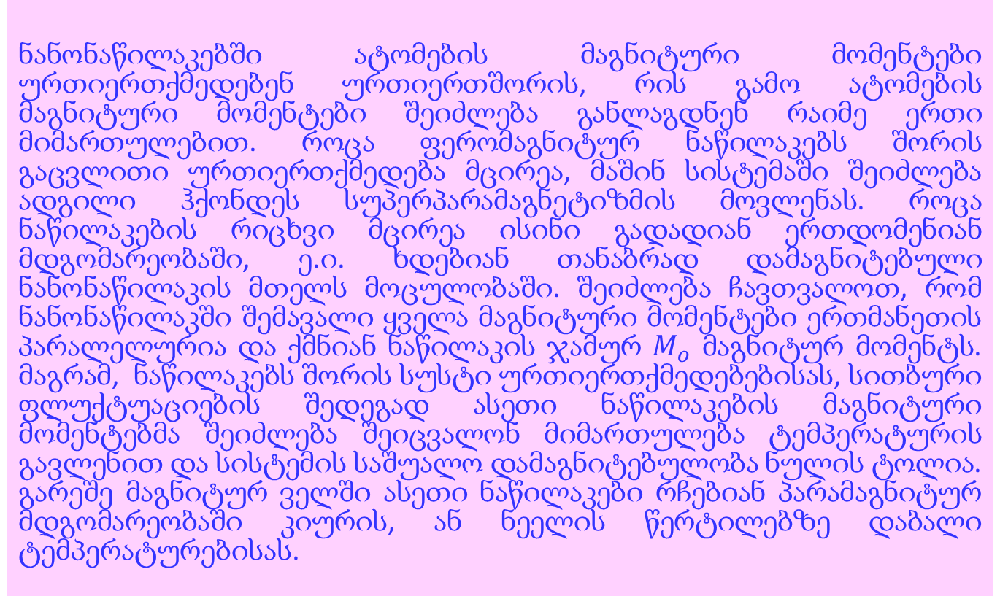 ნანონაწილაკებში ატომების მაგნიტური მომენტები
ურთიერთქმედებენ ურთიერთშორის, რის გამო ატომების
მაგნიტური მომენტები შეიძლება განლაგდნენ რაიმე ერთი
მიმართულებით. როცა ფერომაგნიტურ ნაწილაკებს შორის
გაცვლითი ურთიერთქმედება მცირეა, მაშინ სისტემაში შეიძლება
ადგილი ჰქონდეს სუპერპარამაგნეტიზმის მოვლენას. როცა
ნაწილაკების რიცხვი მცირეა ისინი გადადიან ერთდომენიან
მდგომარეობაში, ე.ი. ხდებიან თანაბრად დამაგნიტებული
ნანონაწილაკის მთელს მოცულობაში. შეიძლება ჩავთვალოთ, რომ
ნანონაწილაკში შემავალი ყველა მაგნიტური მომენტები ერთმანეთის
პარალელურია და ქმნიან ნაწილაკის ჯამურ M₀ მაგნიტურ მომენტს.
მაგრამ, ნაწილაკებს შორის სუსტი ურთიერთქმედებებისას, სითბური
ფლუქტუაციების შედეგად ასეთი ნაწილაკების მაგნიტური
მომენტებმა შეიძლება შეიცვალონ მიმართულება ტემპერატურის
გავლენით და სისტემის საშუალო დამაგნიტებულობა ნულის ტოლია.
გარეშე მაგნიტურ ველში ასეთი ნაწილაკები რჩებიან პარამაგნიტურ
მდგომარეობაში კიურის, ან ნეელის წერტილებზე დაბალი
ტემპერატურებისას.